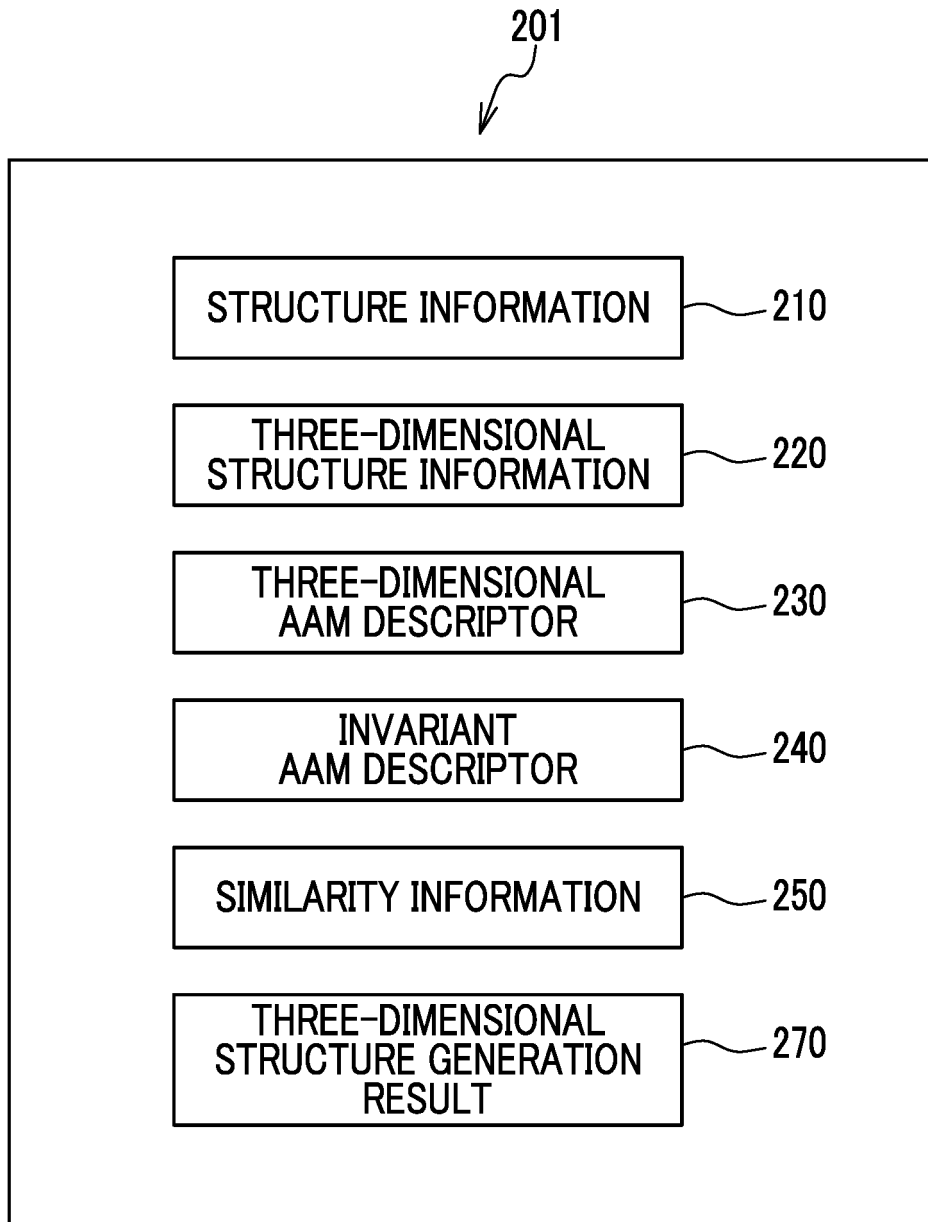 201
STRUCTURE INFORMATION
210
THREE-DIMENSIONAL
STRUCTURE INFORMATION
220
THREE-DIMENSIONAL
AAM DESCRIPTOR
230
INVARIANT
AAM DESCRIPTOR
240
SIMILARITY INFORMATION
250
THREE-DIMENSIONAL
STRUCTURE GENERATION
RESULT
270